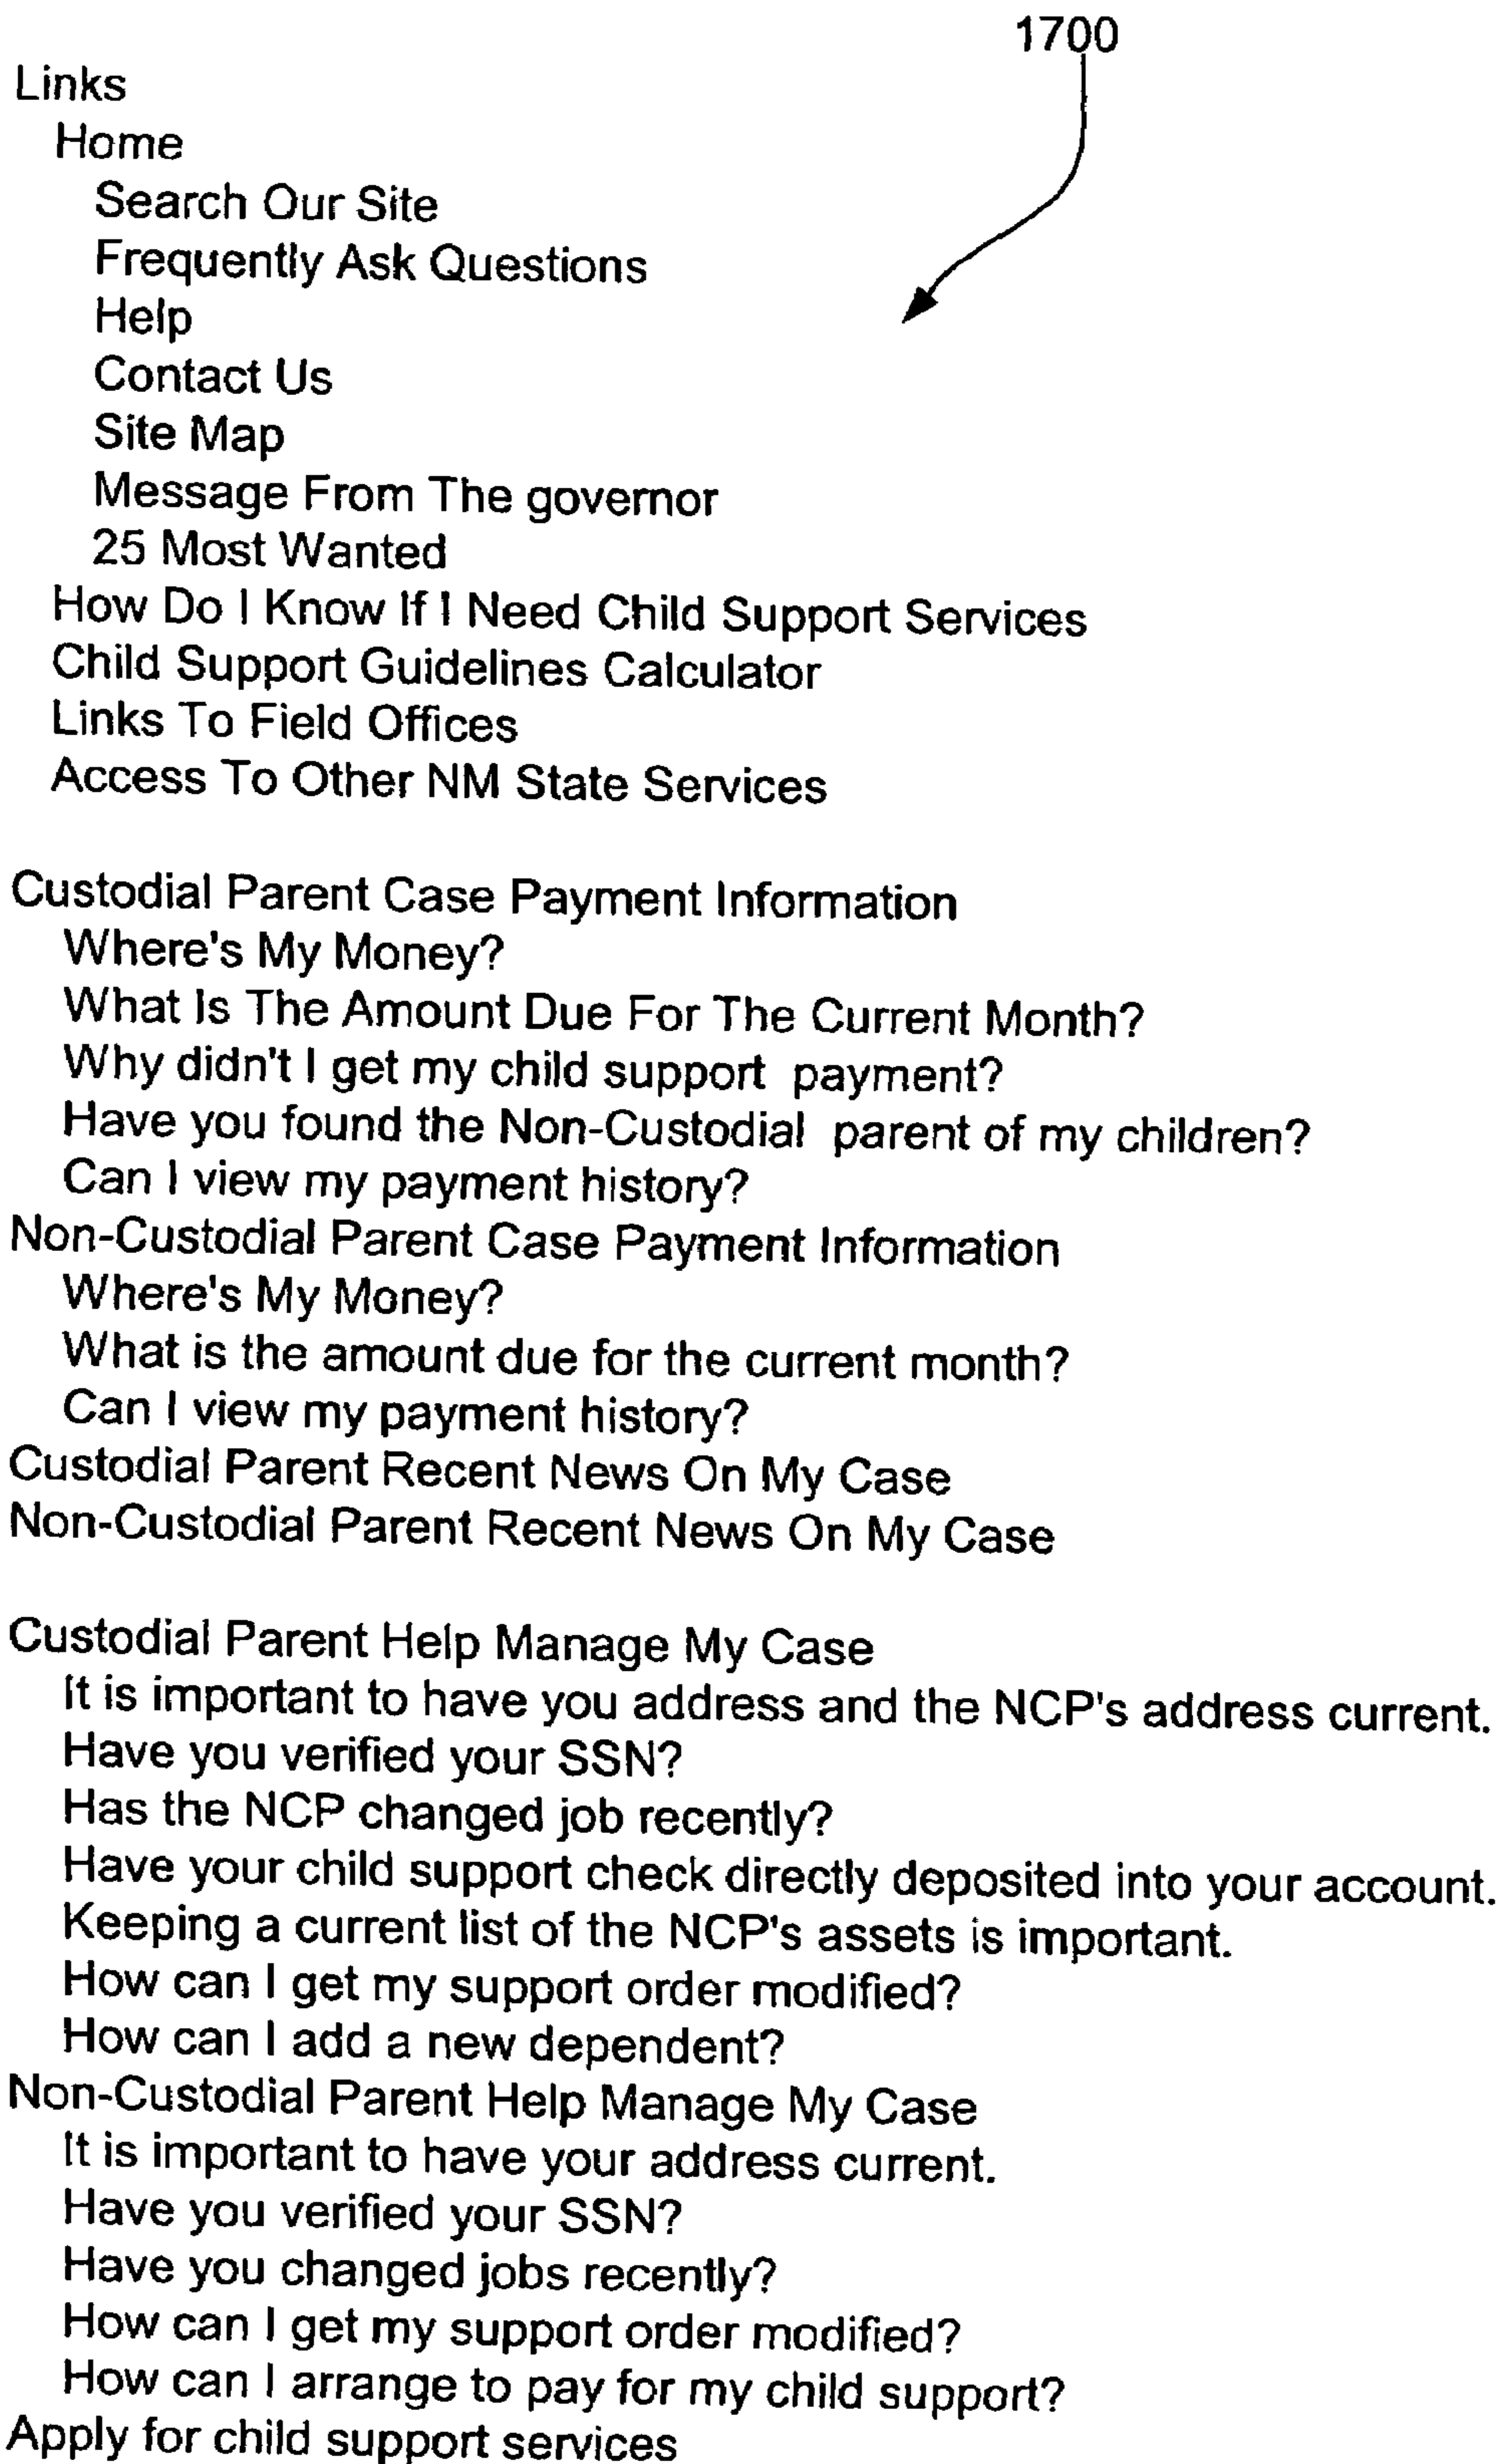 1700
Links
Home
Search Our Site
Frequently Ask Questions
Help
Contact Us
Site Map
Message From The governor
25 Most Wanted
How Do I Know If I Need Child Support Services
Child Support Guidelines Calculator
Links To Field Offices
Access To Other NM State Services
Custodial Parent Case Payment Information
Where's My Money?
What Is The Amount Due For The Current Month?
Why didn't I get my child support payment?
Have you found the Non-Custodial parent of my children?
Can I view my payment history?
Non-Custodial Parent Case Payment Information
Where's My Money?
What is the amount due for the current month?
Can I view my payment history?
Custodial Parent Recent News On My Case
Non-Custodial Parent Recent News On My Case
Custodial Parent Help Manage My Case
It is important to have you address and the NCP's address current.
Have you verified your SSN?
Has the NCP changed job recently?
Have your child support check directly deposited into your account.
Keeping a current list of the NCP's assets is important.
How can I get my support order modified?
How can I add a new dependent?
Non-Custodial Parent Help Manage My Case
It is important to have your address current.
Have you verified your SSN?
Have you changed jobs recently?
How can I get my support order modified?
How can I arrange to pay for my child support?
Apply for child support services